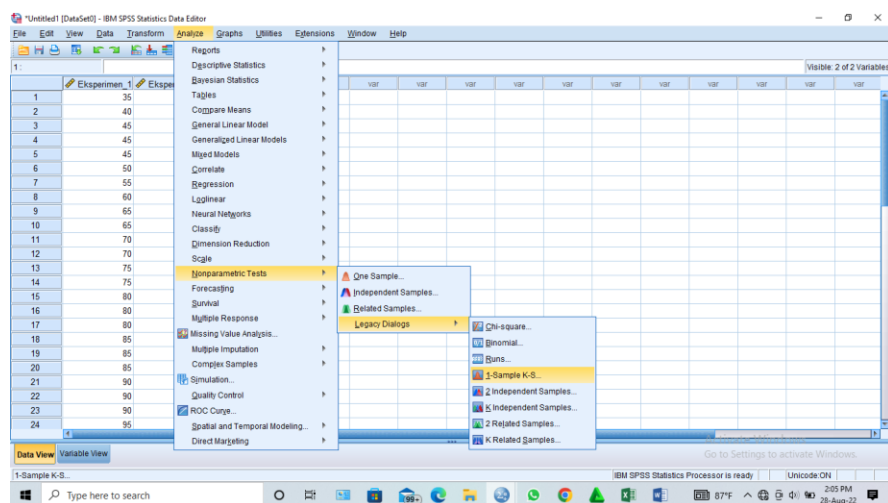 *Untitled1 [DataSet0] - IBM SPSS Statistics Data Editor
File Edit View Data Transform Analyze Graphs Utilities Extensions Window Help
1 :
Visible: 2 of 2 Variables
Eksperimen_1
var var var var var var var var var var
1 35
2 40
3 45
4 45
5 45
6 50
7 55
8 60
9 65
10 65
11 70
12 70
13 75
14 75
15 80
16 80
17 80
18 85
19 85
20 85
21 90
22 90
23 90
24 95
Reports
Descriptive Statistics
Bayesian Statistics
Tables
Compare Means
General Linear Model
Generalized Linear Models
Mixed Models
Correlate
Regression
Loglinear
Neural Networks
Classify
Dimension Reduction
Scale
Nonparametric Tests
Forecasting
Survival
Multiple Response
Missing Value Analysis...
Multiple Imputation
Complex Samples
Simulation...
Quality Control
ROC Curve...
Spatial and Temporal Modeling...
Direct Marketing
One Sample...
Independent Samples...
Related Samples...
Legacy Dialogs
Chi-square...
Binomial...
Runs...
1-Sample K-S...
2 Independent Samples...
K Independent Samples...
2 Related Samples...
K Related Samples...
Go to Settings to activate Windows.
Data View Variable View
1-Sample K-S...
IBM SPSS Statistics Processor is ready
Unicode:ON
Type here to search
99+
87°F
2:05 PM
28-Aug-22